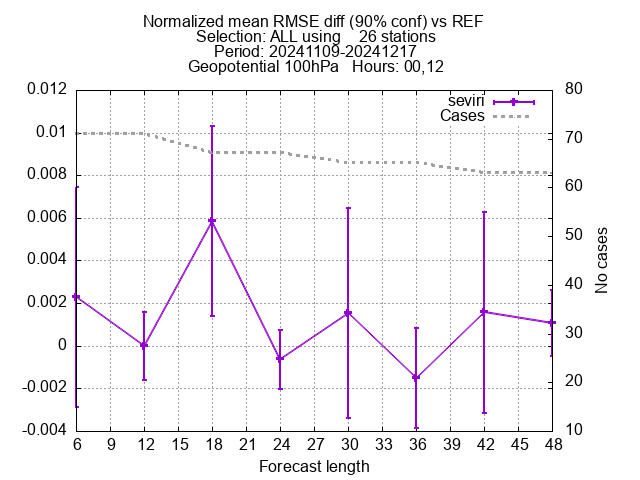 Normalized mean RMSE diff (90% conf) vs REF
Selection: ALL using    26 stations
Period: 20241109-20241217
Geopotential 100hPa   Hours: 00,12
seviri
Cases
0.012
0.01
0.008
0.006
0.004
0.002
0
-0.002
-0.004
80
70
60
50
40
30
20
10
No cases
6 9 12 15 18 21 24 27 30 33 36 39 42 45 48
Forecast length